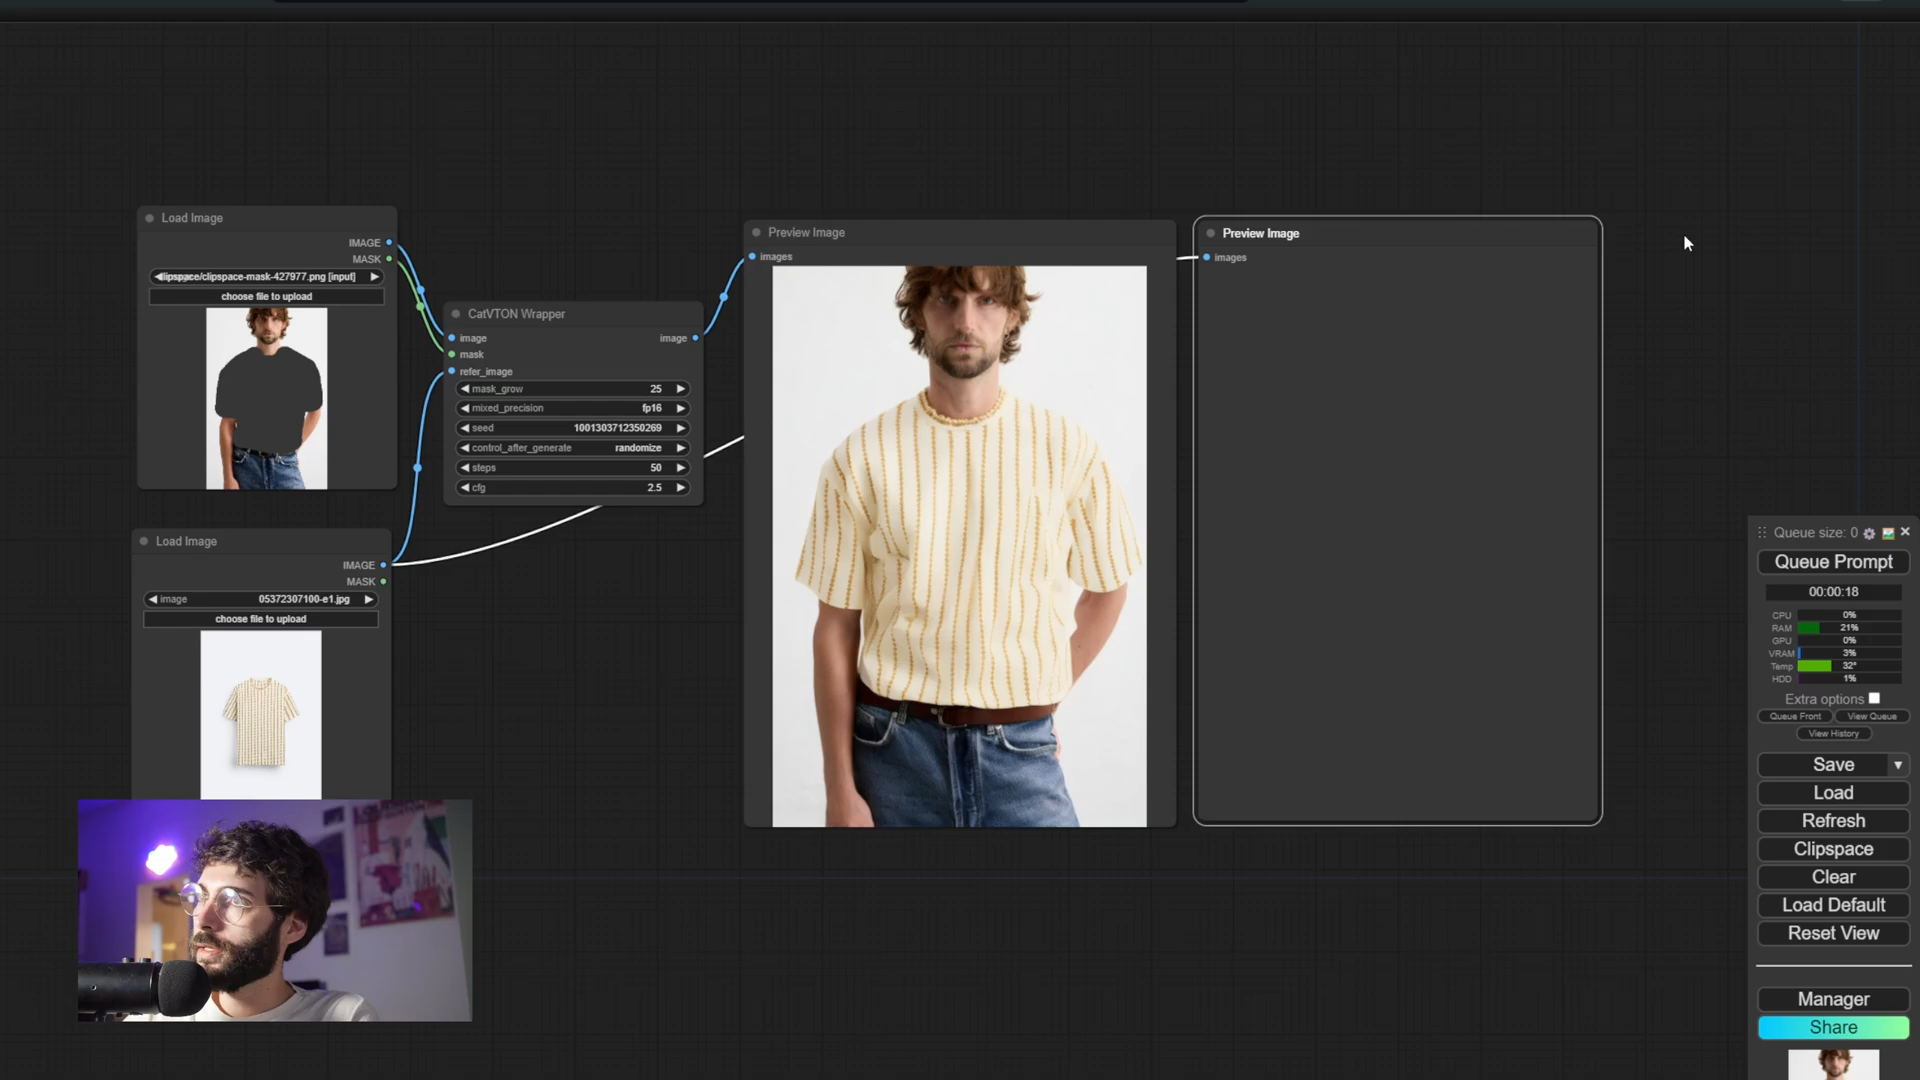 Load Image
IMAGE
MASK
clipspace/clipspace-mask-427977.png [input]
choose file to upload
CatVTON Wrapper
image image
mask
refer_image
mask_grow 25
mixed_precision fp16
seed 1001303712350269
control_after_generate randomize
steps 50
cfg 2.5
Load Image
IMAGE
MASK
image 05372307100-e1.jpg
choose file to upload
Preview Image
images
Preview Image
images
Queue size: 0
Queue Prompt
00:00:18
CPU 0%
RAM 21%
GPU 0%
VRAM 3%
Temp 32°
HDD 1%
Extra options
Queue Front View Queue
View History
Save
Load
Refresh
Clipspace
Clear
Load Default
Reset View
Manager
Share